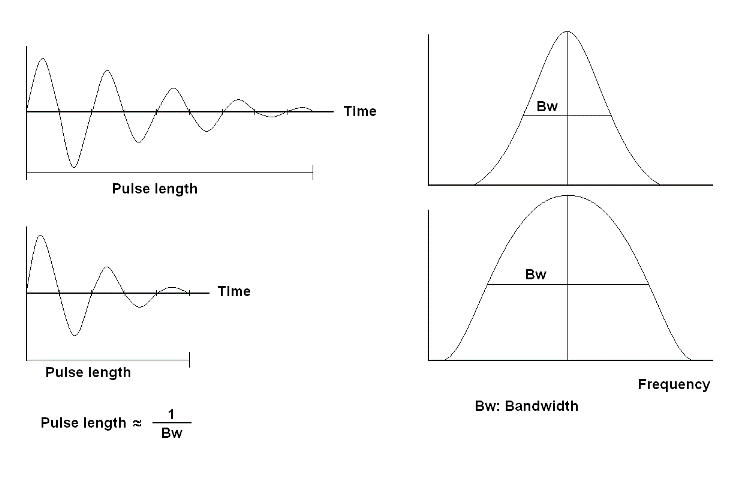 Time
Pulse length
Bw
Time
Pulse length
Bw
Frequency
Bw: Bandwidth
Pulse length ≈ 1
Bw